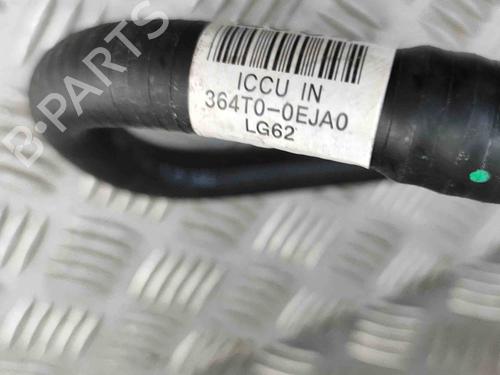 ICCU IN
364T0-0EJA0
LG62
B-PARTS